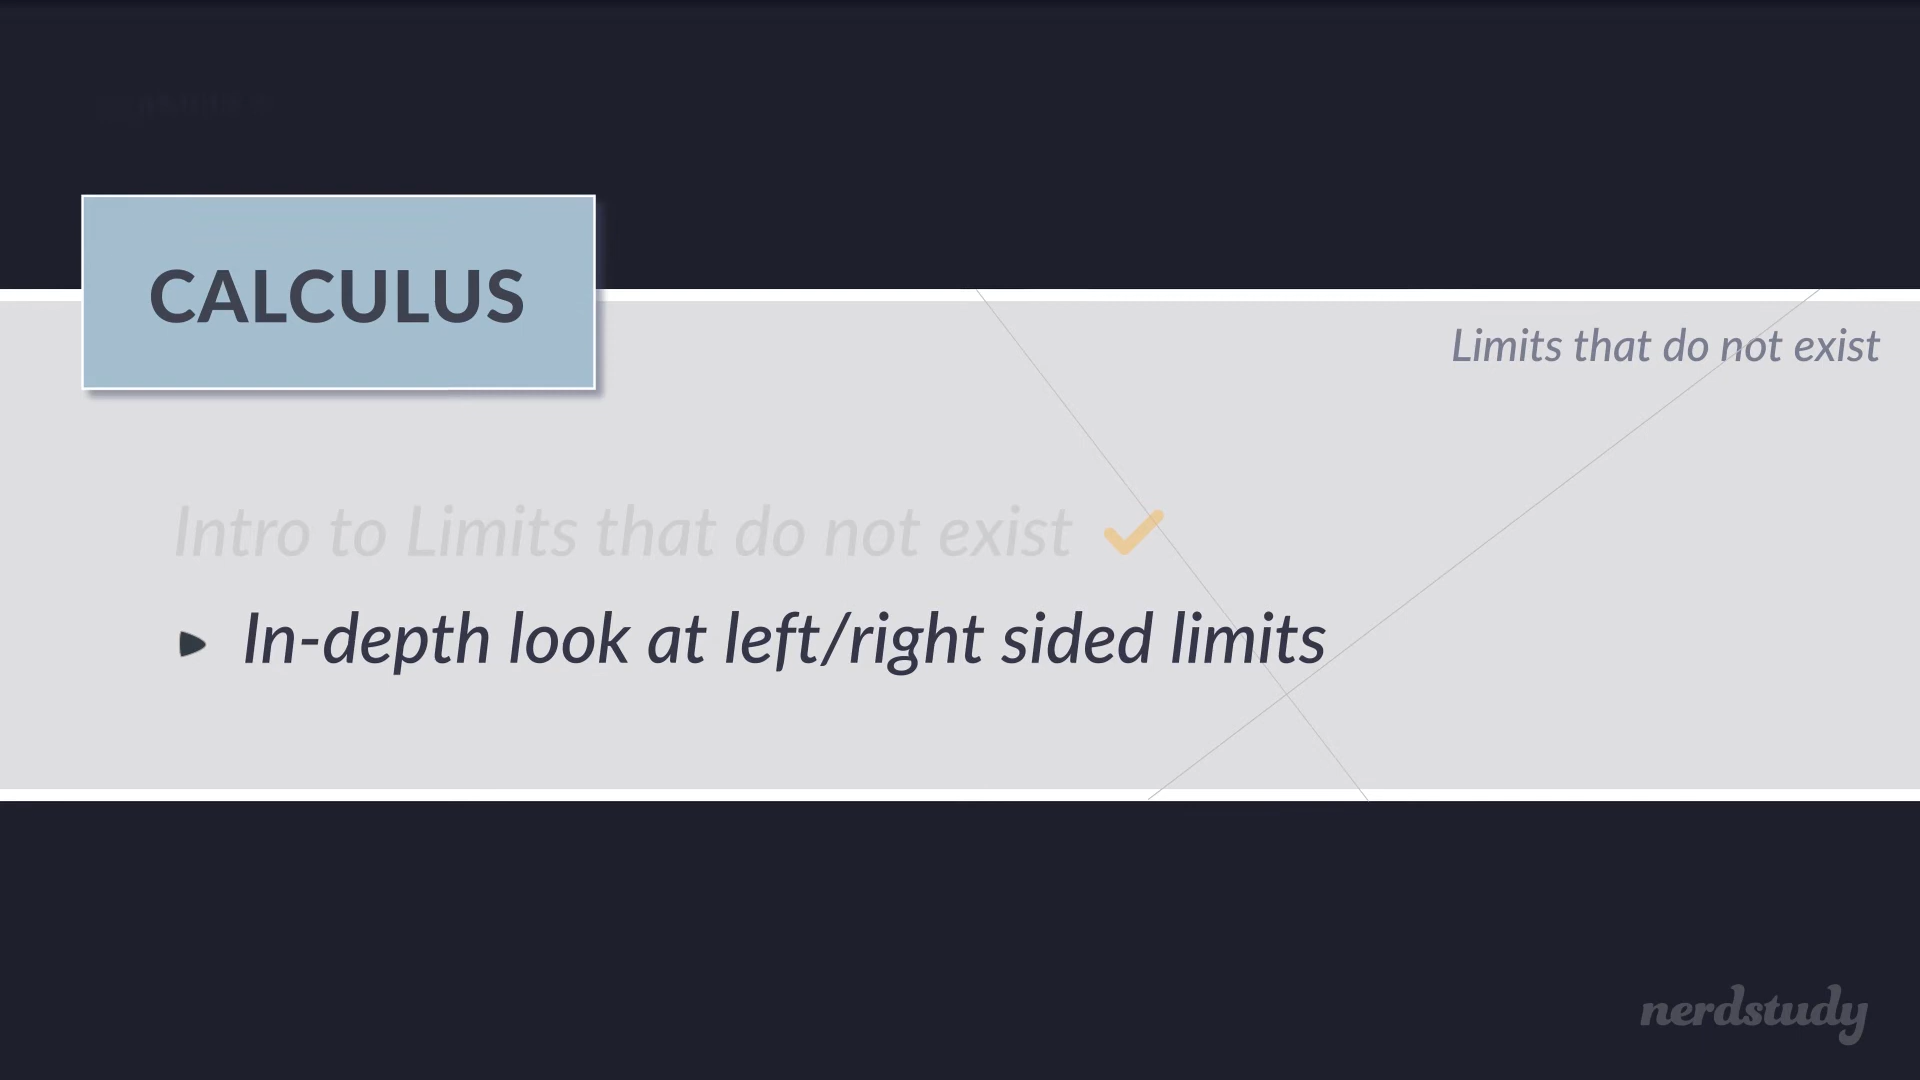 CALCULUS
Limits that do not exist
Intro to Limits that do not exist
In-depth look at left/right sided limits
nerdstudy